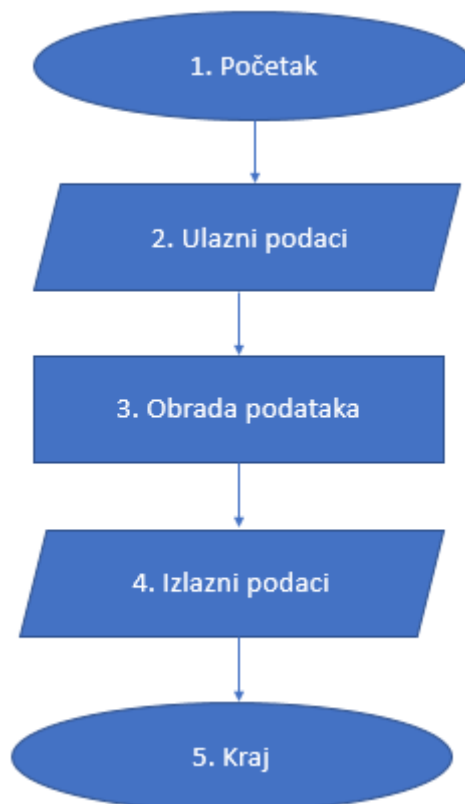 1. Početak
2. Ulazni podaci
3. Obrada podataka
4. Izlazni podaci
5. Kraj